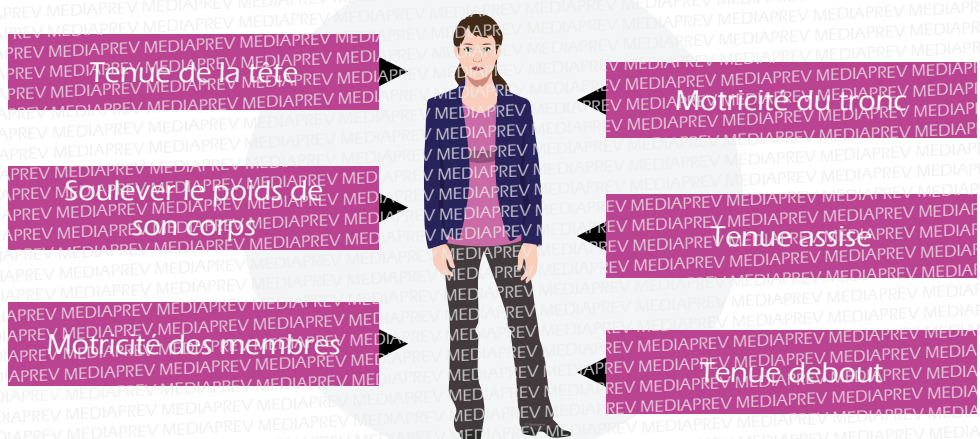 Tenue de la tête
Soulever le poids de
son corps
Motricité des membres
Motricité du tronc
Tenue assise
Tenue debout
MEDIAPREV